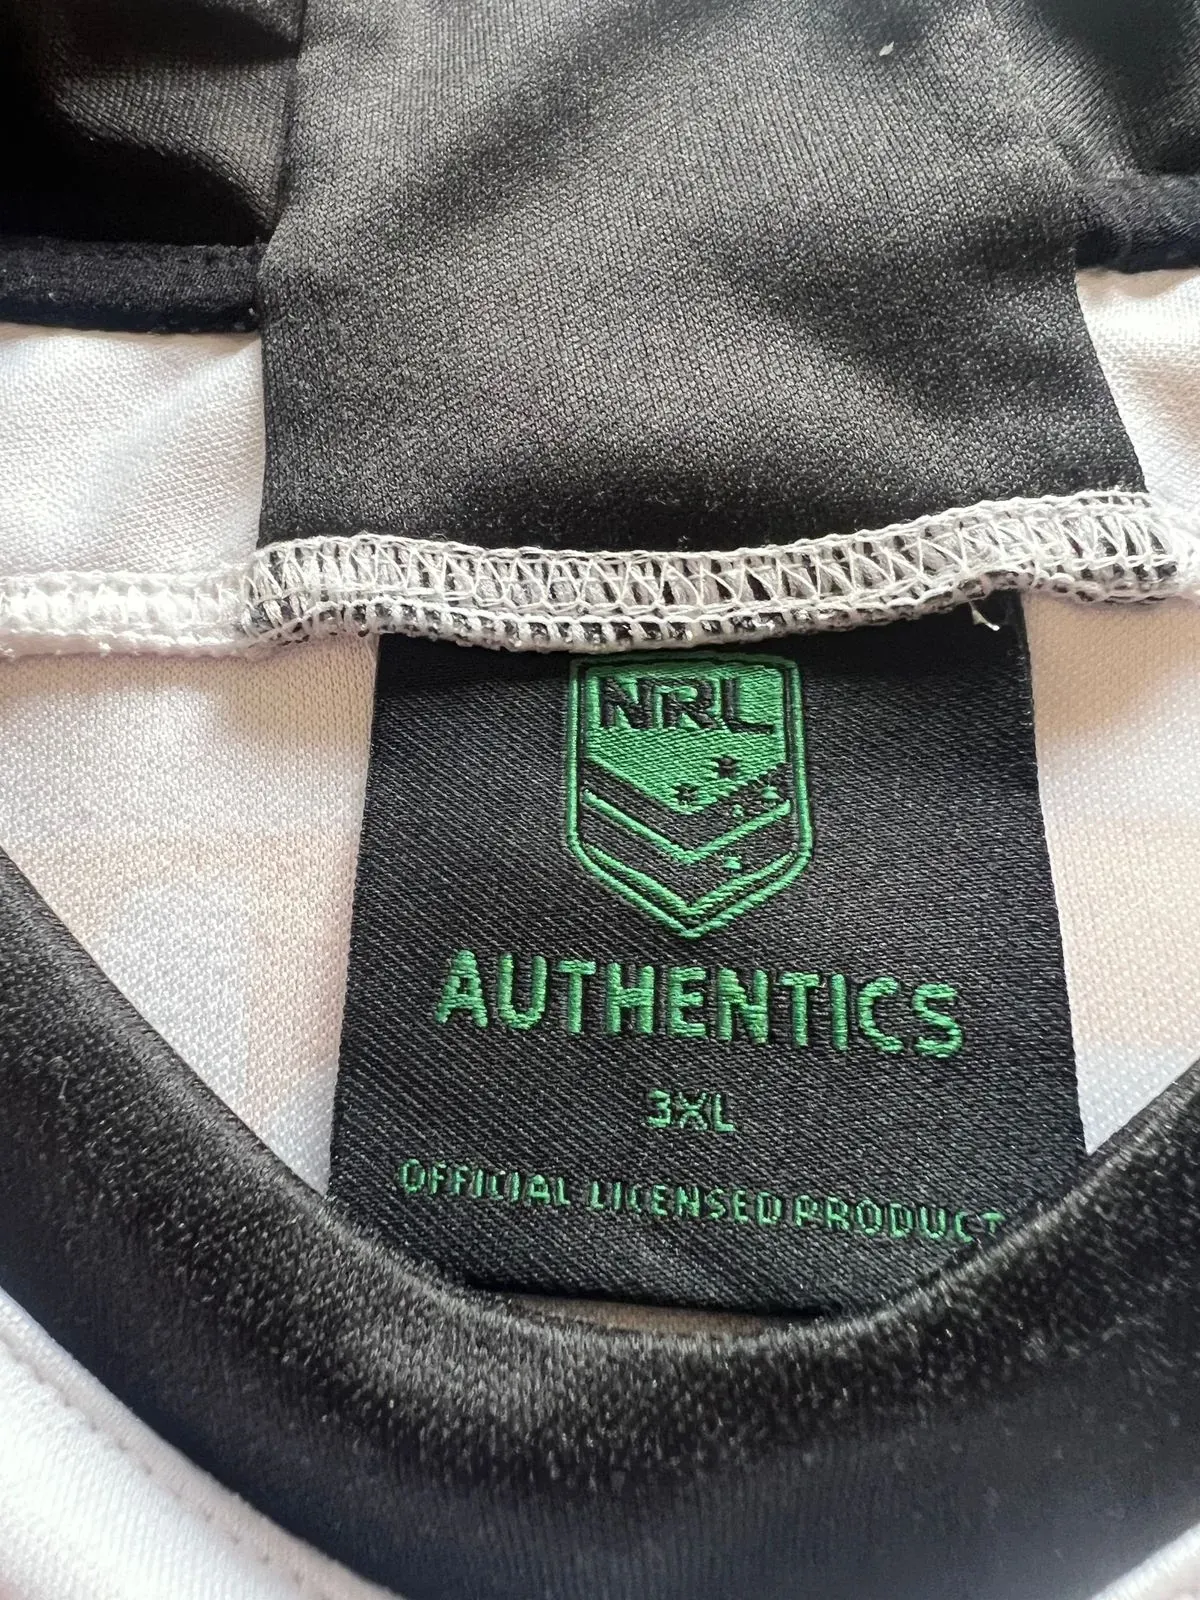 NRL
AUTHENTICS
3XL
OFFICIAL LICENSED PRODUCT